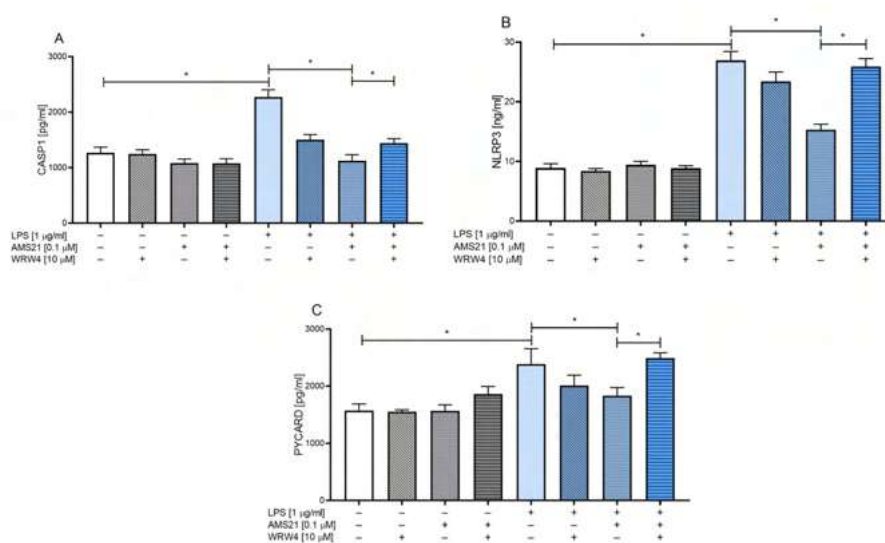 A
CASP1 [pg/ml]
3000
2000
1000
0
* * *
LPS [1 µg/ml] – – – – + + + +
AMS21 [0.1 µM] – – + + – – + +
WRW4 [10 µM] – + – + – + – +
B
NLRP3 [ng/ml]
30
20
10
0
* * *
LPS [1 µg/ml] – – – – + + + +
AMS21 [0.1 µM] – – + + – – + +
WRW4 [10 µM] – + – + – + – +
C
PYCARD [pg/ml]
3000
2000
1000
0
* * *
LPS [1 µg/ml] – – – – + + + +
AMS21 [0.1 µM] – – + + – – + +
WRW4 [10 µM] – + – + – + – +